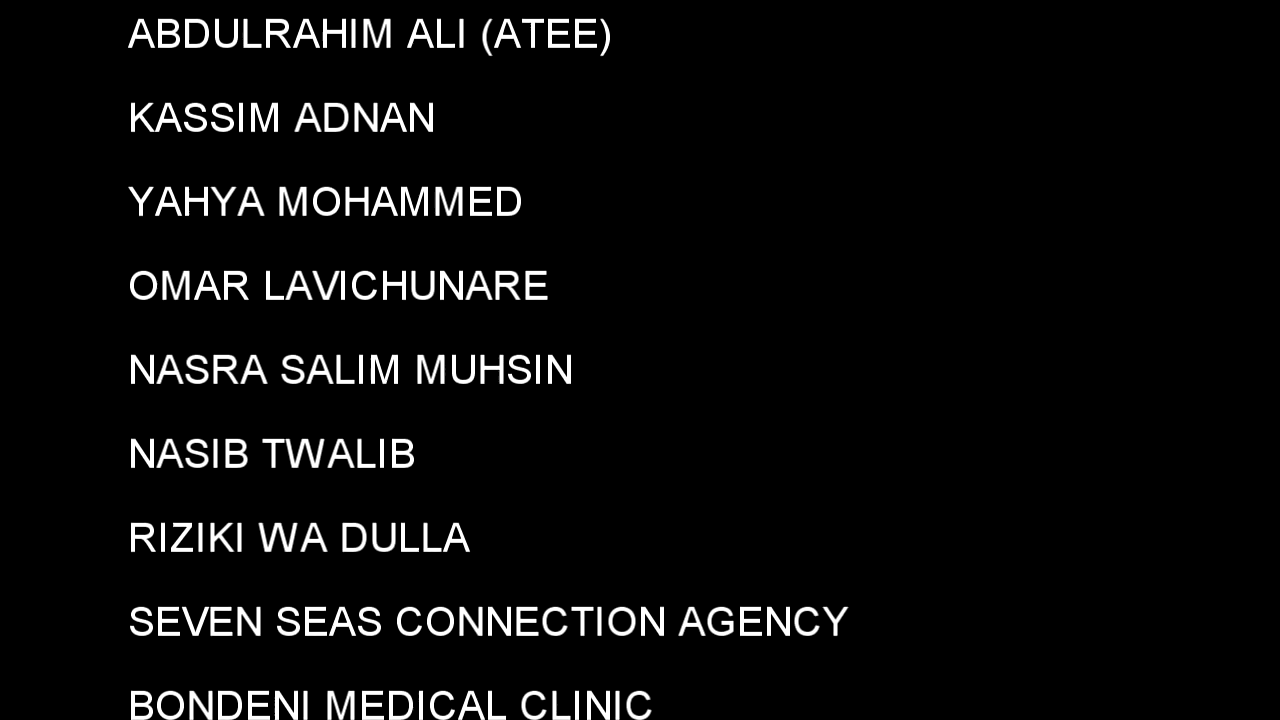 ABDULRAHIM ALI (ATEE)
KASSIM ADNAN
YAHYA MOHAMMED
OMAR LAVICHUNARE
NASRA SALIM MUHSIN
NASIB TWALIB
RIZIKI WA DULLA
SEVEN SEAS CONNECTION AGENCY
BONDENI MEDICAL CLINIC